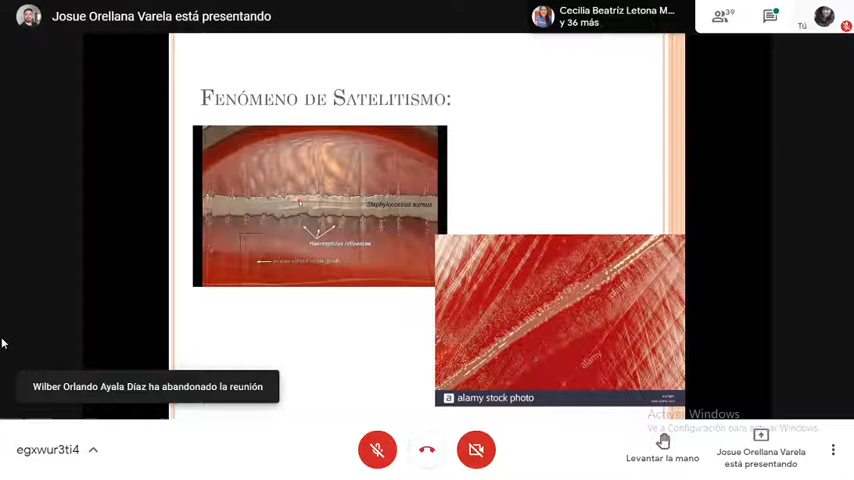 Josue Orellana Varela está presentando
Cecilia Beatríz Letona M...
y 36 más
39
Tú
Fenómeno de Satelitismo:
Staphylococcus aureus
Haemophilus influenzae
alamy
alamy
a alamy stock photo
Wilber Orlando Ayala Díaz ha abandonado la reunión
Activar Windows
Ve a Configuración para activar Windows.
egxwur3ti4
Levantar la mano
Josue Orellana Varela
está presentando